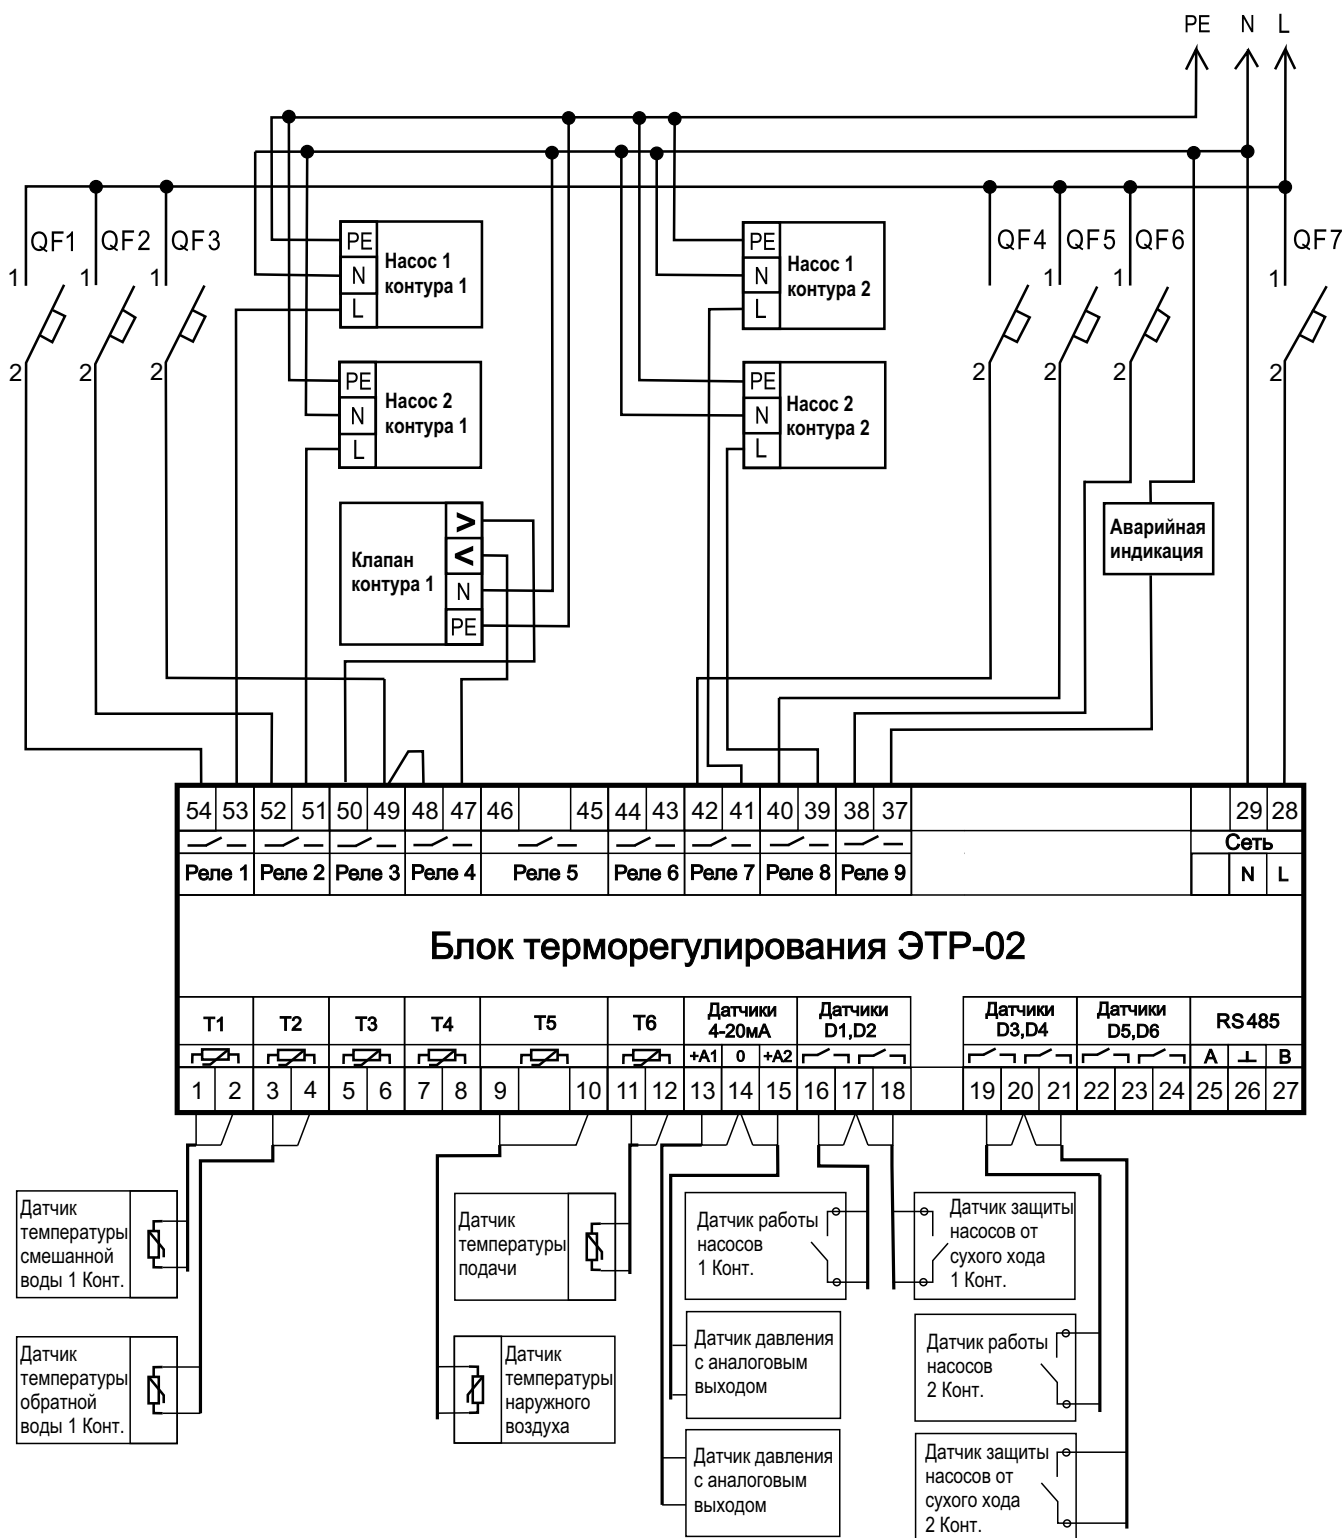 PE N L
QF1 QF2 QF3 QF4 QF5 QF6 QF7
1 1 1 1 1 1
2 2 2 2 2 2 2
PE
N
L
Насос 1
контура 1
PE
N
L
Насос 1
контура 2
PE
N
L
Насос 2
контура 1
PE
N
L
Насос 2
контура 2
Клапан
контура 1
>
<
N
PE
Аварийная
индикация
54 53 52 51 50 49 48 47 46 45 44 43 42 41 40 39 38 37 29 28
Сеть
Реле 1 Реле 2 Реле 3 Реле 4 Реле 5 Реле 6 Реле 7 Реле 8 Реле 9 N L
Блок терморегулирования ЭТР-02
T1 T2 T3 T4 T5 T6
Датчики
4-20мА
Датчики
D1,D2
Датчики
D3,D4
Датчики
D5,D6
RS485
+A1 0 +A2 A ⊥ B
1 2 3 4 5 6 7 8 9 10 11 12 13 14 15 16 17 18 19 20 21 22 23 24 25 26 27
Датчик
температуры
смешанной
воды 1 Конт.
Датчик
температуры
подачи
Датчик работы
насосов
1 Конт.
Датчик защиты
насосов от
сухого хода
1 Конт.
Датчик
температуры
обратной
воды 1 Конт.
Датчик
температуры
наружного
воздуха
Датчик давления
с аналоговым
выходом
Датчик работы
насосов
2 Конт.
Датчик давления
с аналоговым
выходом
Датчик защиты
насосов от
сухого хода
2 Конт.